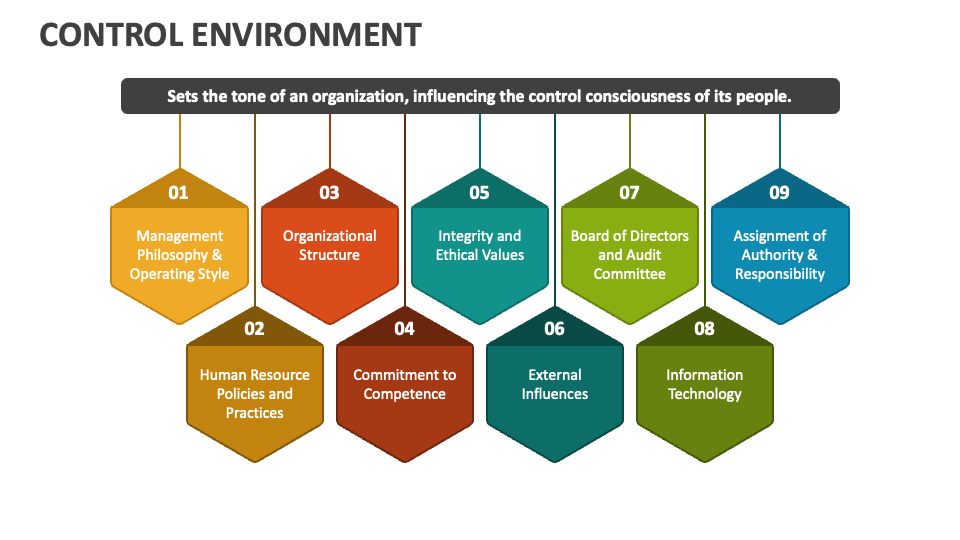 CONTROL ENVIRONMENT
Sets the tone of an organization, influencing the control consciousness of its people.
01
Management
Philosophy &
Operating Style
02
Human Resource
Policies and
Practices
03
Organizational
Structure
04
Commitment to
Competence
05
Integrity and
Ethical Values
06
External
Influences
07
Board of Directors
and Audit
Committee
08
Information
Technology
09
Assignment of
Authority &
Responsibility